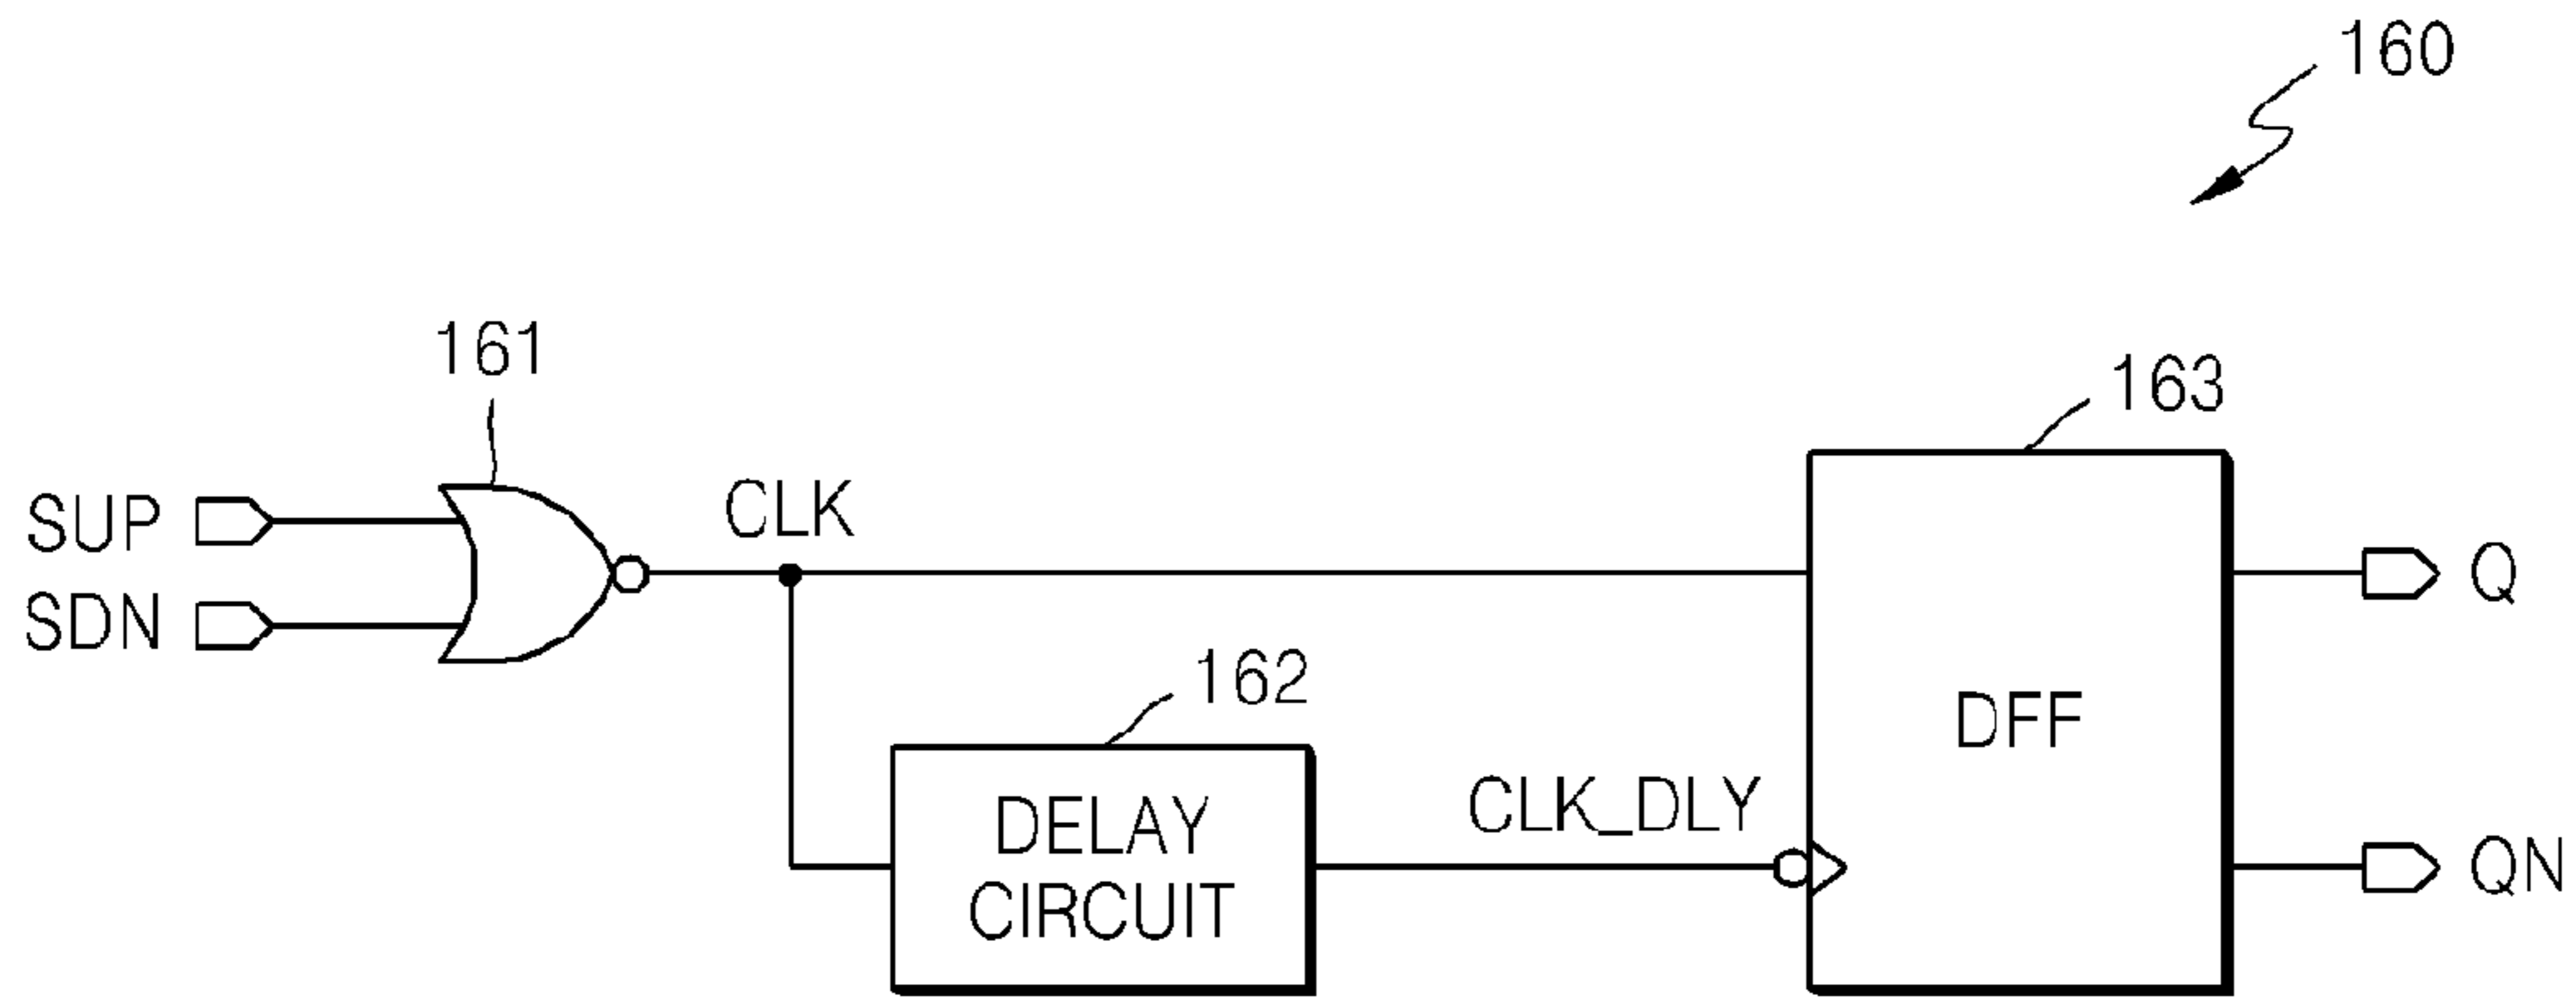 160
161
163
SUP
CLK
SDN
Q
162
DFF
DELAY
CIRCUIT
CLK_DLY
QN